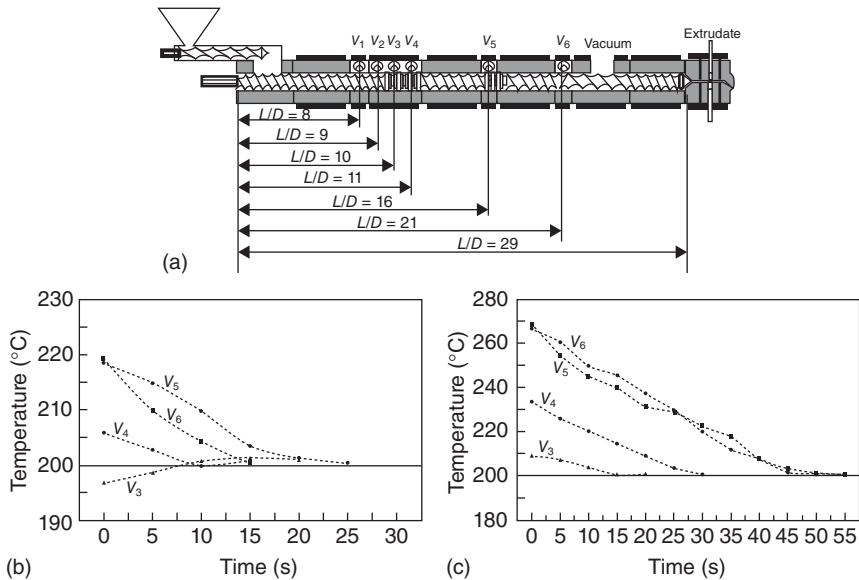 V1 V2 V3 V4 V5 V6 Vacuum Extrudate
L/D = 8
L/D = 9
L/D = 10
L/D = 11
L/D = 16
L/D = 21
L/D = 29
(a)
230
220
210
200
190
Temperature (°C)
V5
V6
V4
V3
0 5 10 15 20 25 30
Time (s)
(b)
280
260
240
220
200
180
Temperature (°C)
V6
V5
V4
V3
0 5 10 15 20 25 30 35 40 45 50 55
Time (s)
(c)